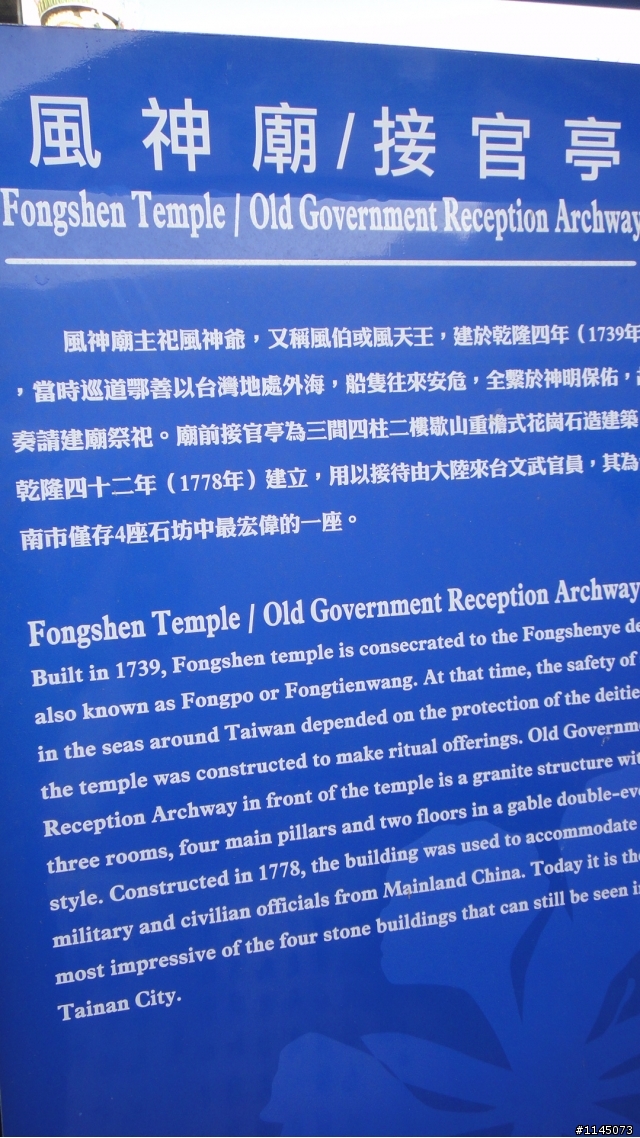 風神廟/接官亭
Fongshen Temple / Old Government Reception Archway
風神廟主祀風神爺，又稱風伯或風天王，建於乾隆四年（1739年
，當時巡道鄂善以台灣地處外海，船隻往來安危，全繫於神明保佑，
奏請建廟祭祀。廟前接官亭為三間四柱二樓歇山重檐式花崗石造建築
乾隆四十二年（1778年）建立，用以接待由大陸來台文武官員，其為
南市僅存4座石坊中最宏偉的一座。
Fongshen Temple / Old Government Reception Archway
Built in 1739, Fongshen temple is consecrated to the Fongshenye de
also known as Fongpo or Fongtienwang. At that time, the safety of
in the seas around Taiwan depended on the protection of the deitie
the temple was constructed to make ritual offerings. Old Governm
Reception Archway in front of the temple is a granite structure wit
three rooms, four main pillars and two floors in a gable double-ev
style. Constructed in 1778, the building was used to accommodate
military and civilian officials from Mainland China. Today it is the
most impressive of the four stone buildings that can still be seen i
Tainan City.
#1145073